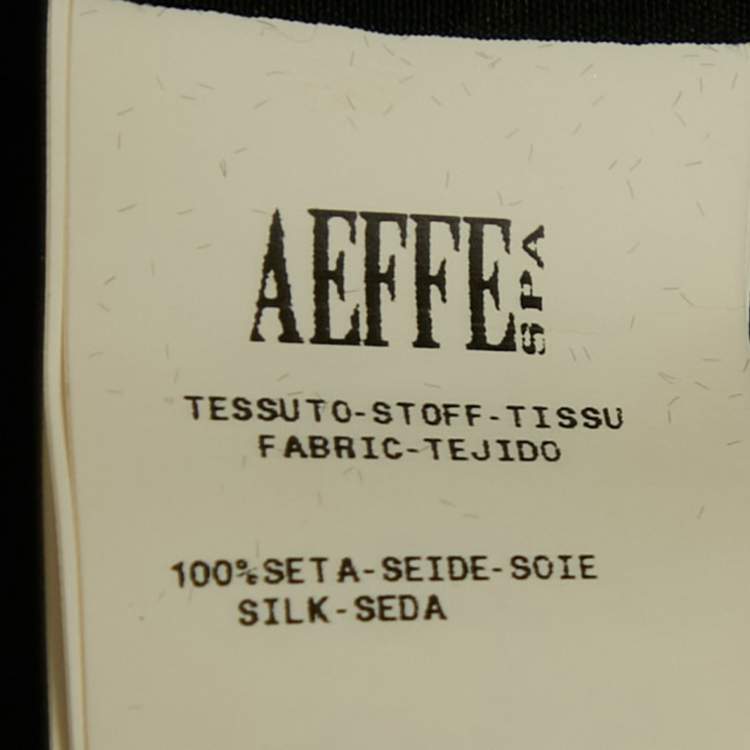 AEFFE SPA
TESSUTO-STOFF-TISSU
FABRIC-TEJIDO
100%SETA-SEIDE-SOIE
SILK-SEDA